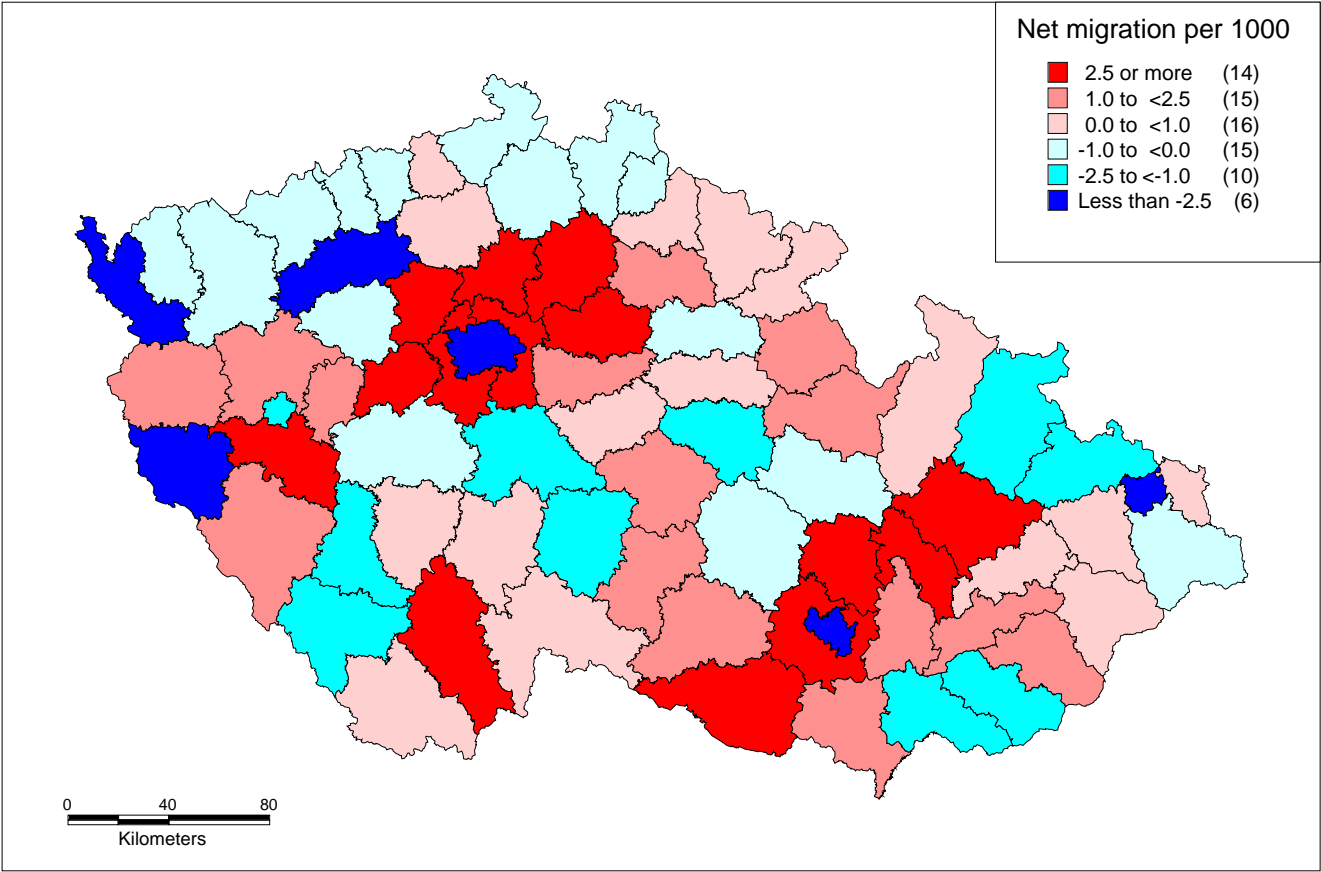 Net migration per 1000
2.5 or more (14)
1.0 to <2.5 (15)
0.0 to <1.0 (16)
-1.0 to <0.0 (15)
-2.5 to <-1.0 (10)
Less than -2.5 (6)
0 40 80
Kilometers